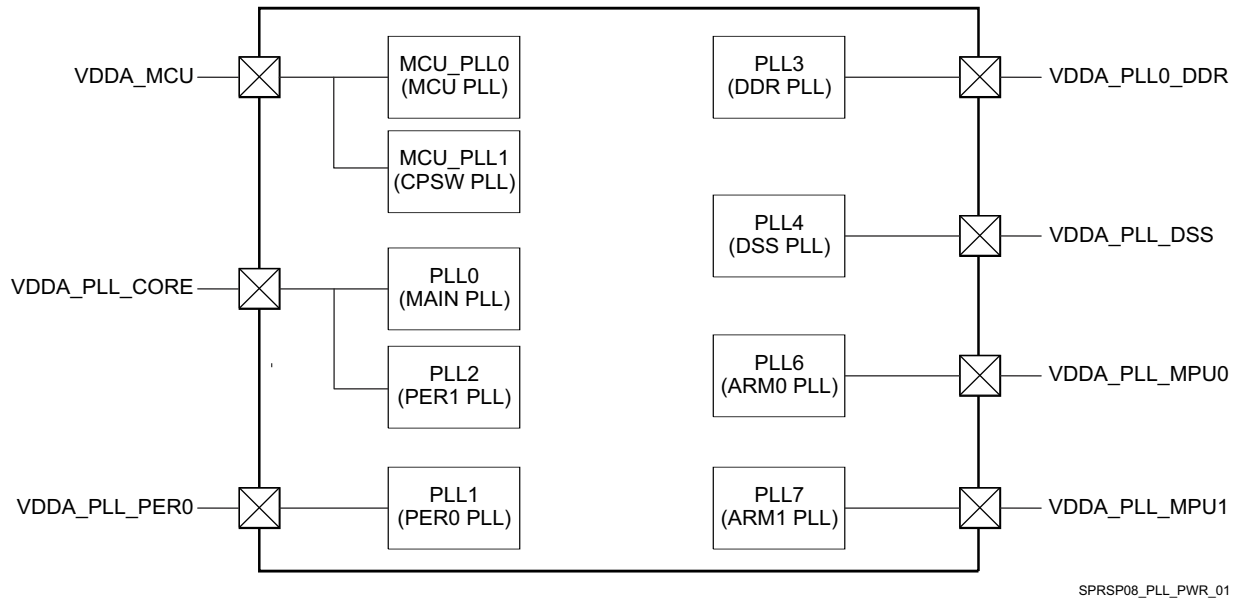 VDDA_MCU
MCU_PLL0
(MCU PLL)
MCU_PLL1
(CPSW PLL)
VDDA_PLL_CORE
PLL0
(MAIN PLL)
PLL2
(PER1 PLL)
VDDA_PLL_PER0
PLL1
(PER0 PLL)
PLL3
(DDR PLL)
VDDA_PLL0_DDR
PLL4
(DSS PLL)
VDDA_PLL_DSS
PLL6
(ARM0 PLL)
VDDA_PLL_MPU0
PLL7
(ARM1 PLL)
VDDA_PLL_MPU1
SPRSP08_PLL_PWR_01